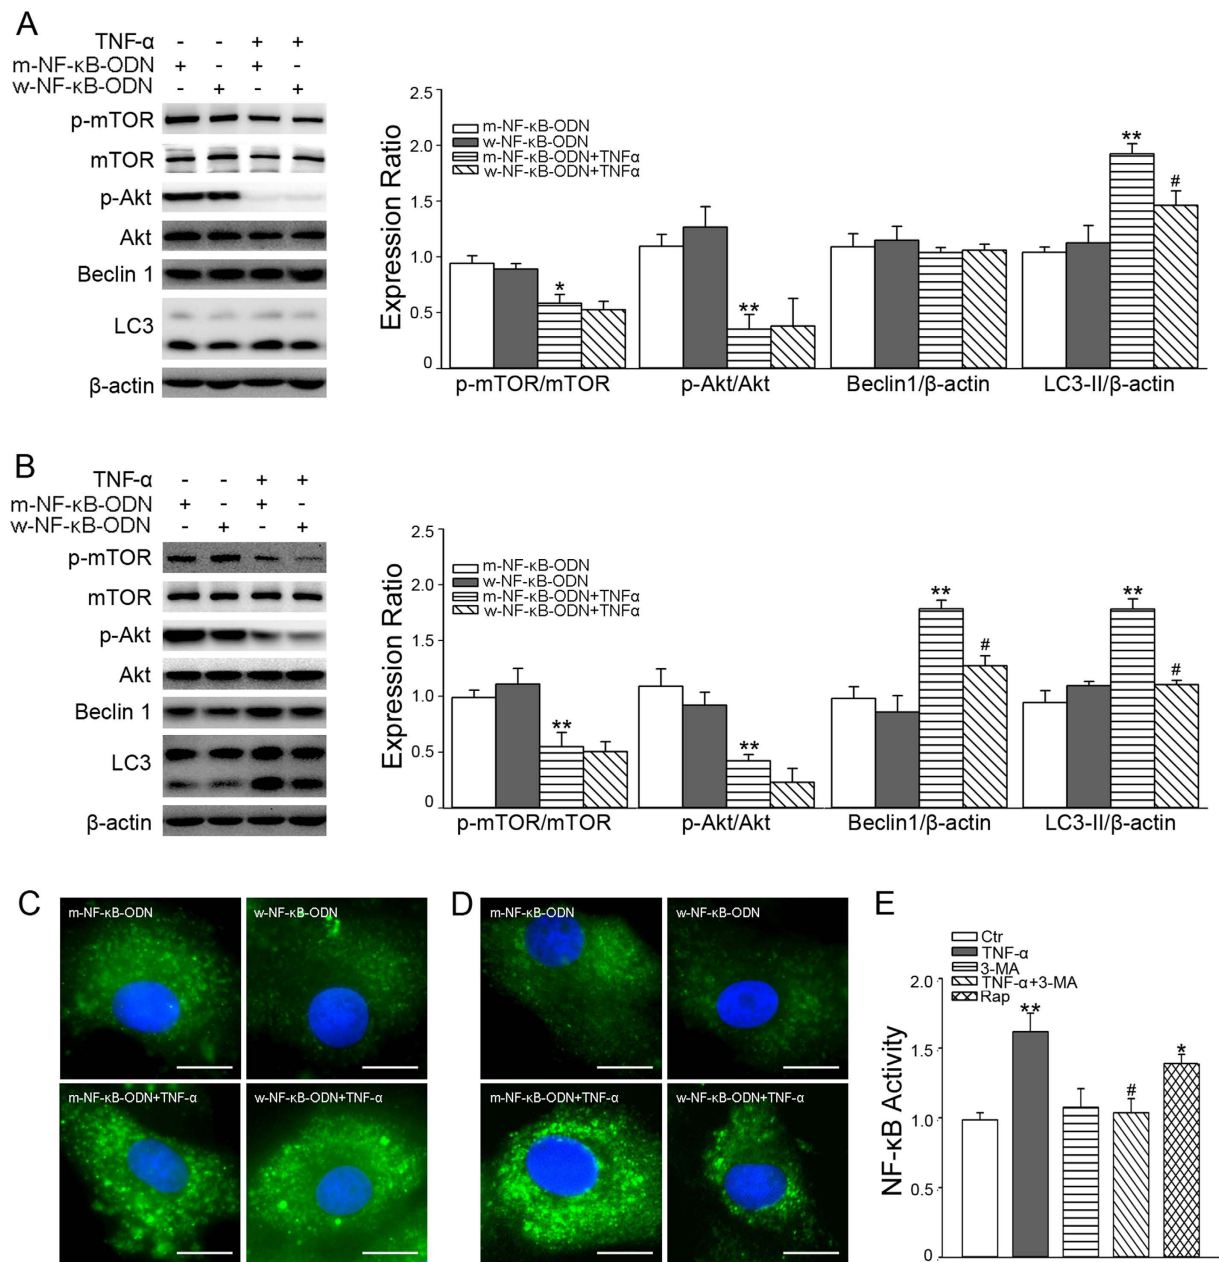 A
TNF-α - - + +
m-NF-κB-ODN + - + -
w-NF-κB-ODN - + - +
p-mTOR
mTOR
p-Akt
Akt
Beclin 1
LC3
β-actin
Expression Ratio
2.5
2.0
1.5
1.0
0.5
0
m-NF-κB-ODN
w-NF-κB-ODN
m-NF-κB-ODN+TNFα
w-NF-κB-ODN+TNFα
* ** ** #
p-mTOR/mTOR p-Akt/Akt Beclin1/β-actin LC3-II/β-actin
B
TNF-α - - + +
m-NF-κB-ODN + - + -
w-NF-κB-ODN - + - +
p-mTOR
mTOR
p-Akt
Akt
Beclin 1
LC3
β-actin
Expression Ratio
2.5
2.0
1.5
1.0
0.5
0
m-NF-κB-ODN
w-NF-κB-ODN
m-NF-κB-ODN+TNFα
w-NF-κB-ODN+TNFα
** ** ** # ** #
p-mTOR/mTOR p-Akt/Akt Beclin1/β-actin LC3-II/β-actin
C
m-NF-κB-ODN
w-NF-κB-ODN
m-NF-κB-ODN+TNF-α
w-NF-κB-ODN+TNF-α
D
m-NF-κB-ODN
w-NF-κB-ODN
m-NF-κB-ODN+TNF-α
w-NF-κB-ODN+TNF-α
E
Ctr
TNF-α
3-MA
TNF-α+3-MA
Rap
NF-κB Activity
2.0
1.5
1.0
0.5
0
** # *